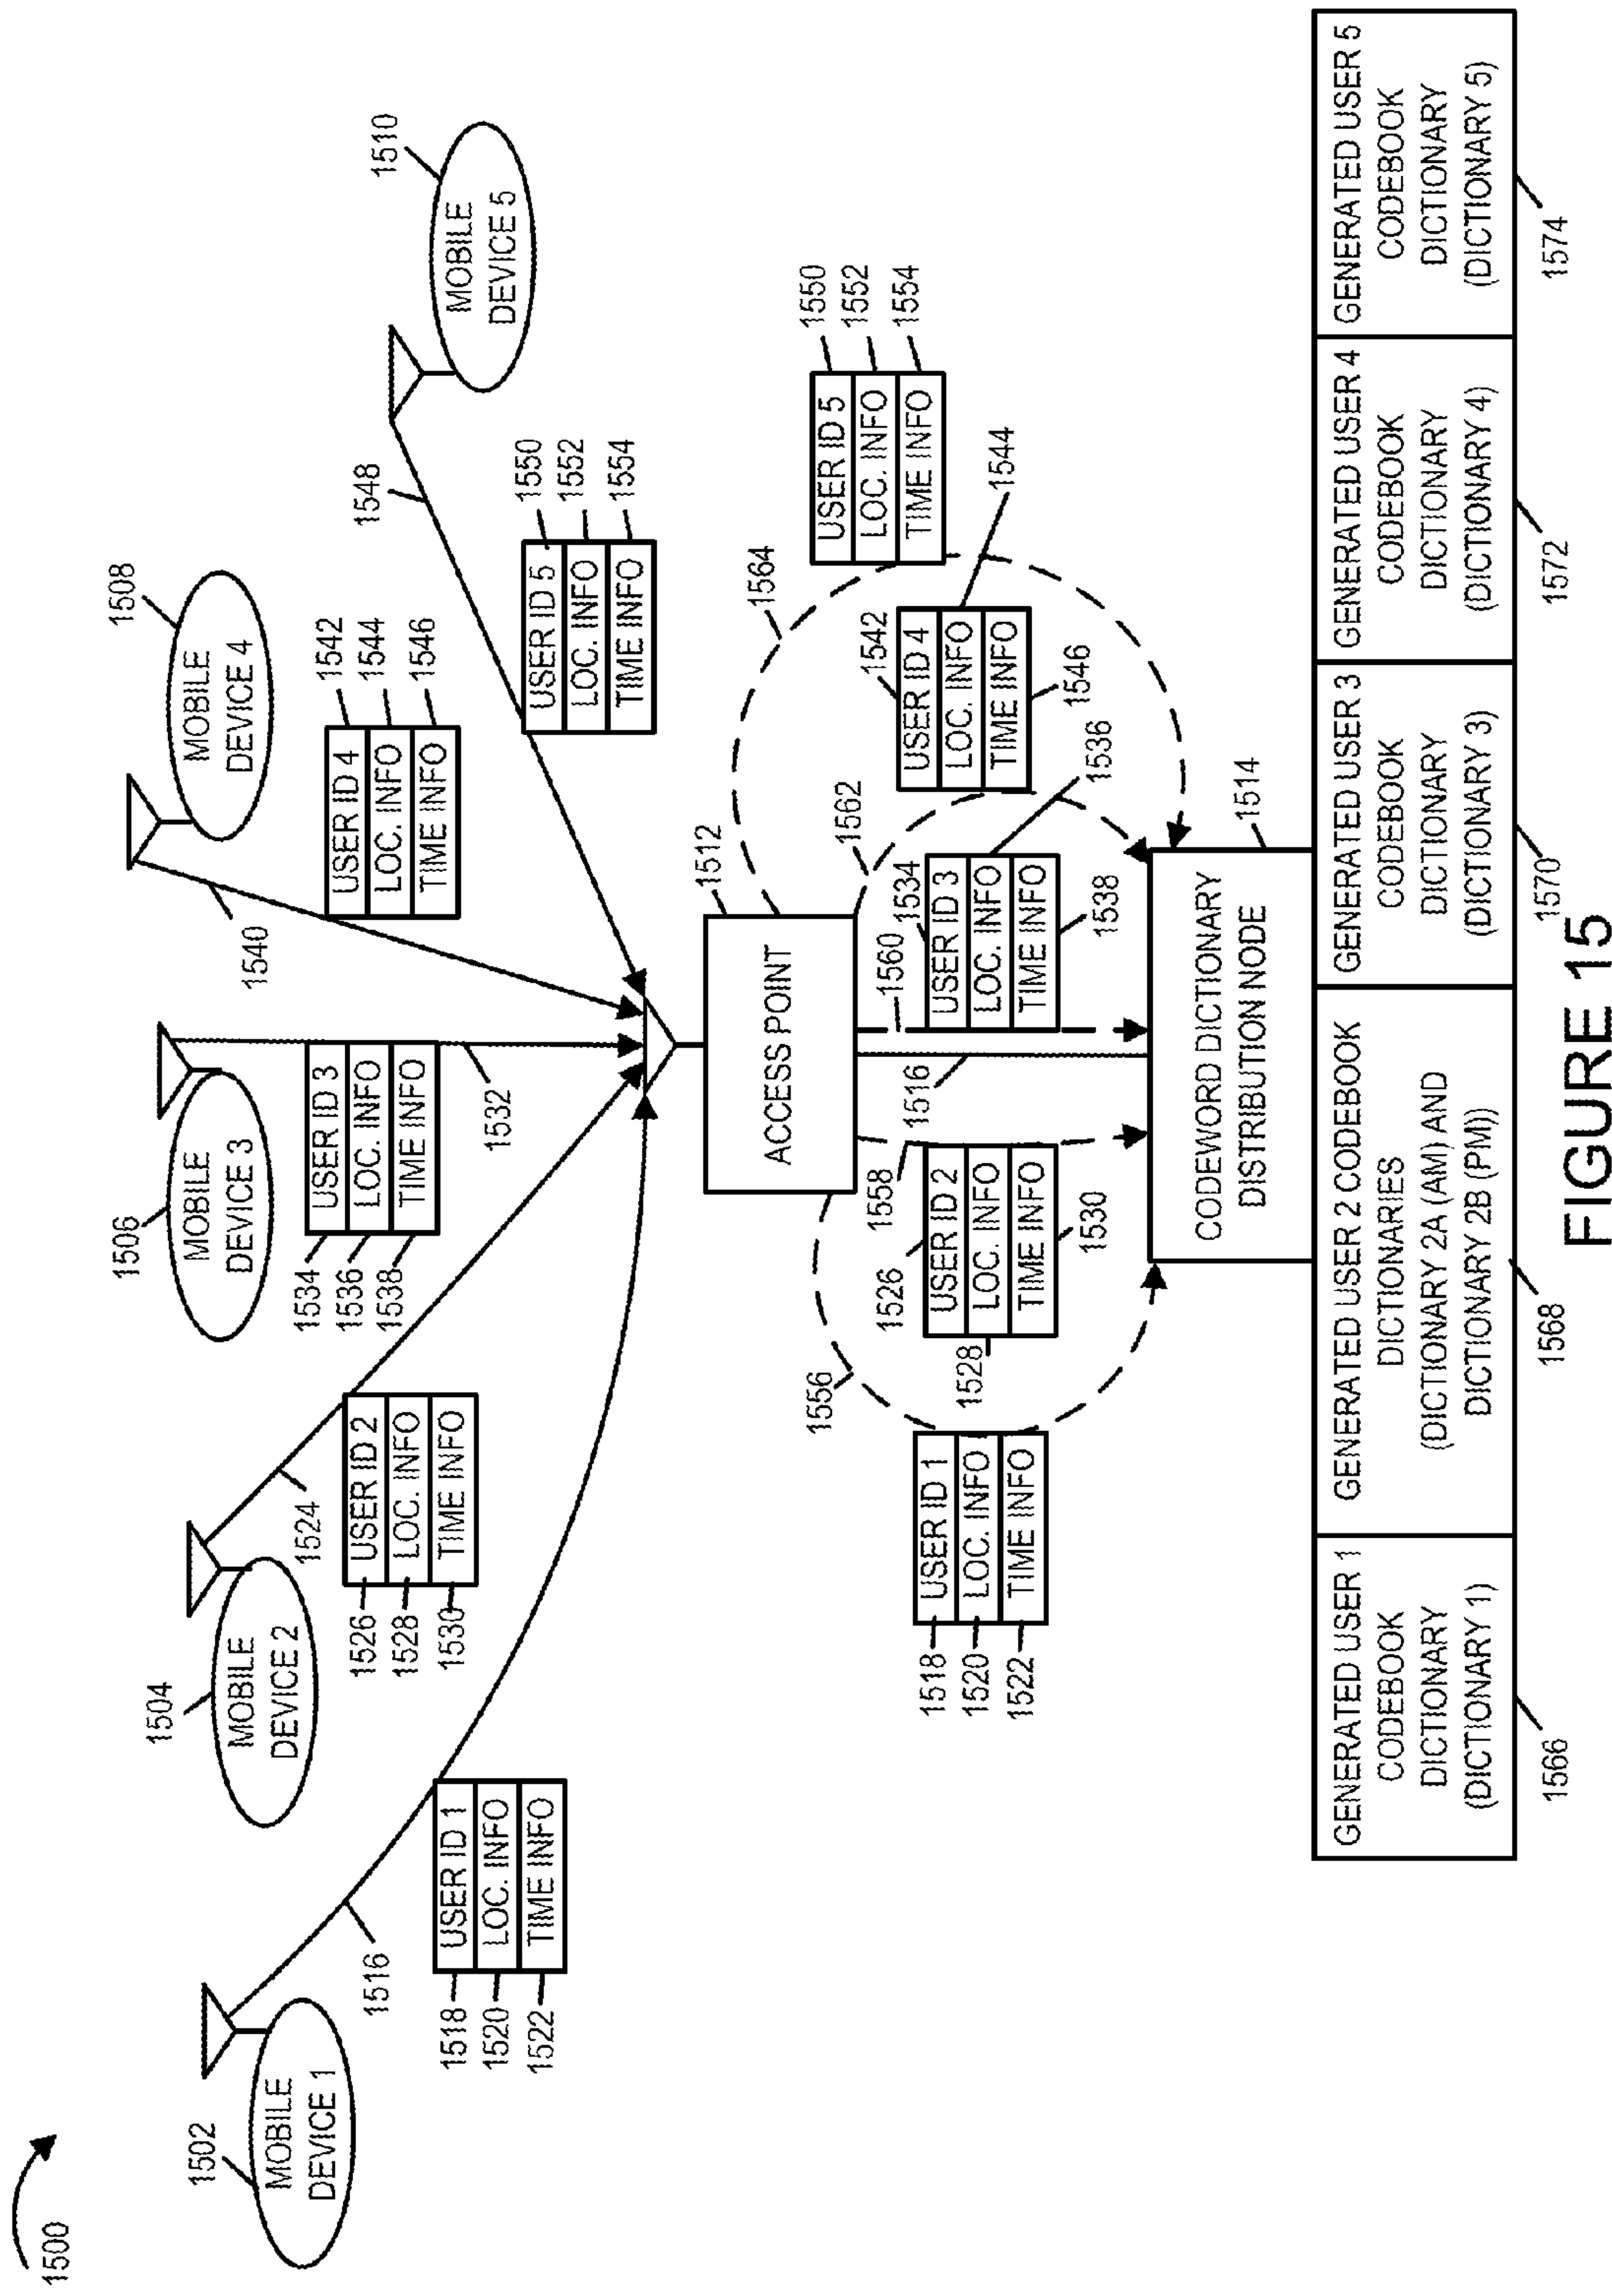 1500
1502
MOBILE
DEVICE 1
1516
1518
USER ID 1
1520
LOC. INFO
1522
TIME INFO
1504
MOBILE
DEVICE 2
1524
1526
USER ID 2
1528
LOC. INFO
1530
TIME INFO
1506
MOBILE
DEVICE 3
1534
USER ID 3
1536
LOC. INFO
1538
TIME INFO
1532
1508
MOBILE
DEVICE 4
1540
USER ID 4
1542
LOC. INFO
1544
TIME INFO
1546
1510
MOBILE
DEVICE 5
1548
USER ID 5
1550
LOC. INFO
1552
TIME INFO
1554
ACCESS POINT
1512
1556
1518
USER ID 1
1520
LOC. INFO
1522
TIME INFO
1558
1526
USER ID 2
LOC. INFO
1528
TIME INFO
1530
1516
1560
1534
USER ID 3
LOC. INFO
1536
TIME INFO
1538
1562
1542
USER ID 4
LOC. INFO
1544
TIME INFO
1546
1564
USER ID 5
1550
LOC. INFO
1552
TIME INFO
1554
CODEWORD DICTIONARY
DISTRIBUTION NODE
1514
GENERATED USER 1
CODEBOOK
DICTIONARY
(DICTIONARY 1)
1566
GENERATED USER 2 CODEBOOK
DICTIONARIES
(DICTIONARY 2A (AM) AND
DICTIONARY 2B (PM))
1568
GENERATED USER 3
CODEBOOK
DICTIONARY
(DICTIONARY 3)
1570
GENERATED USER 4
CODEBOOK
DICTIONARY
(DICTIONARY 4)
1572
GENERATED USER 5
CODEBOOK
DICTIONARY
(DICTIONARY 5)
1574
FIGURE 15